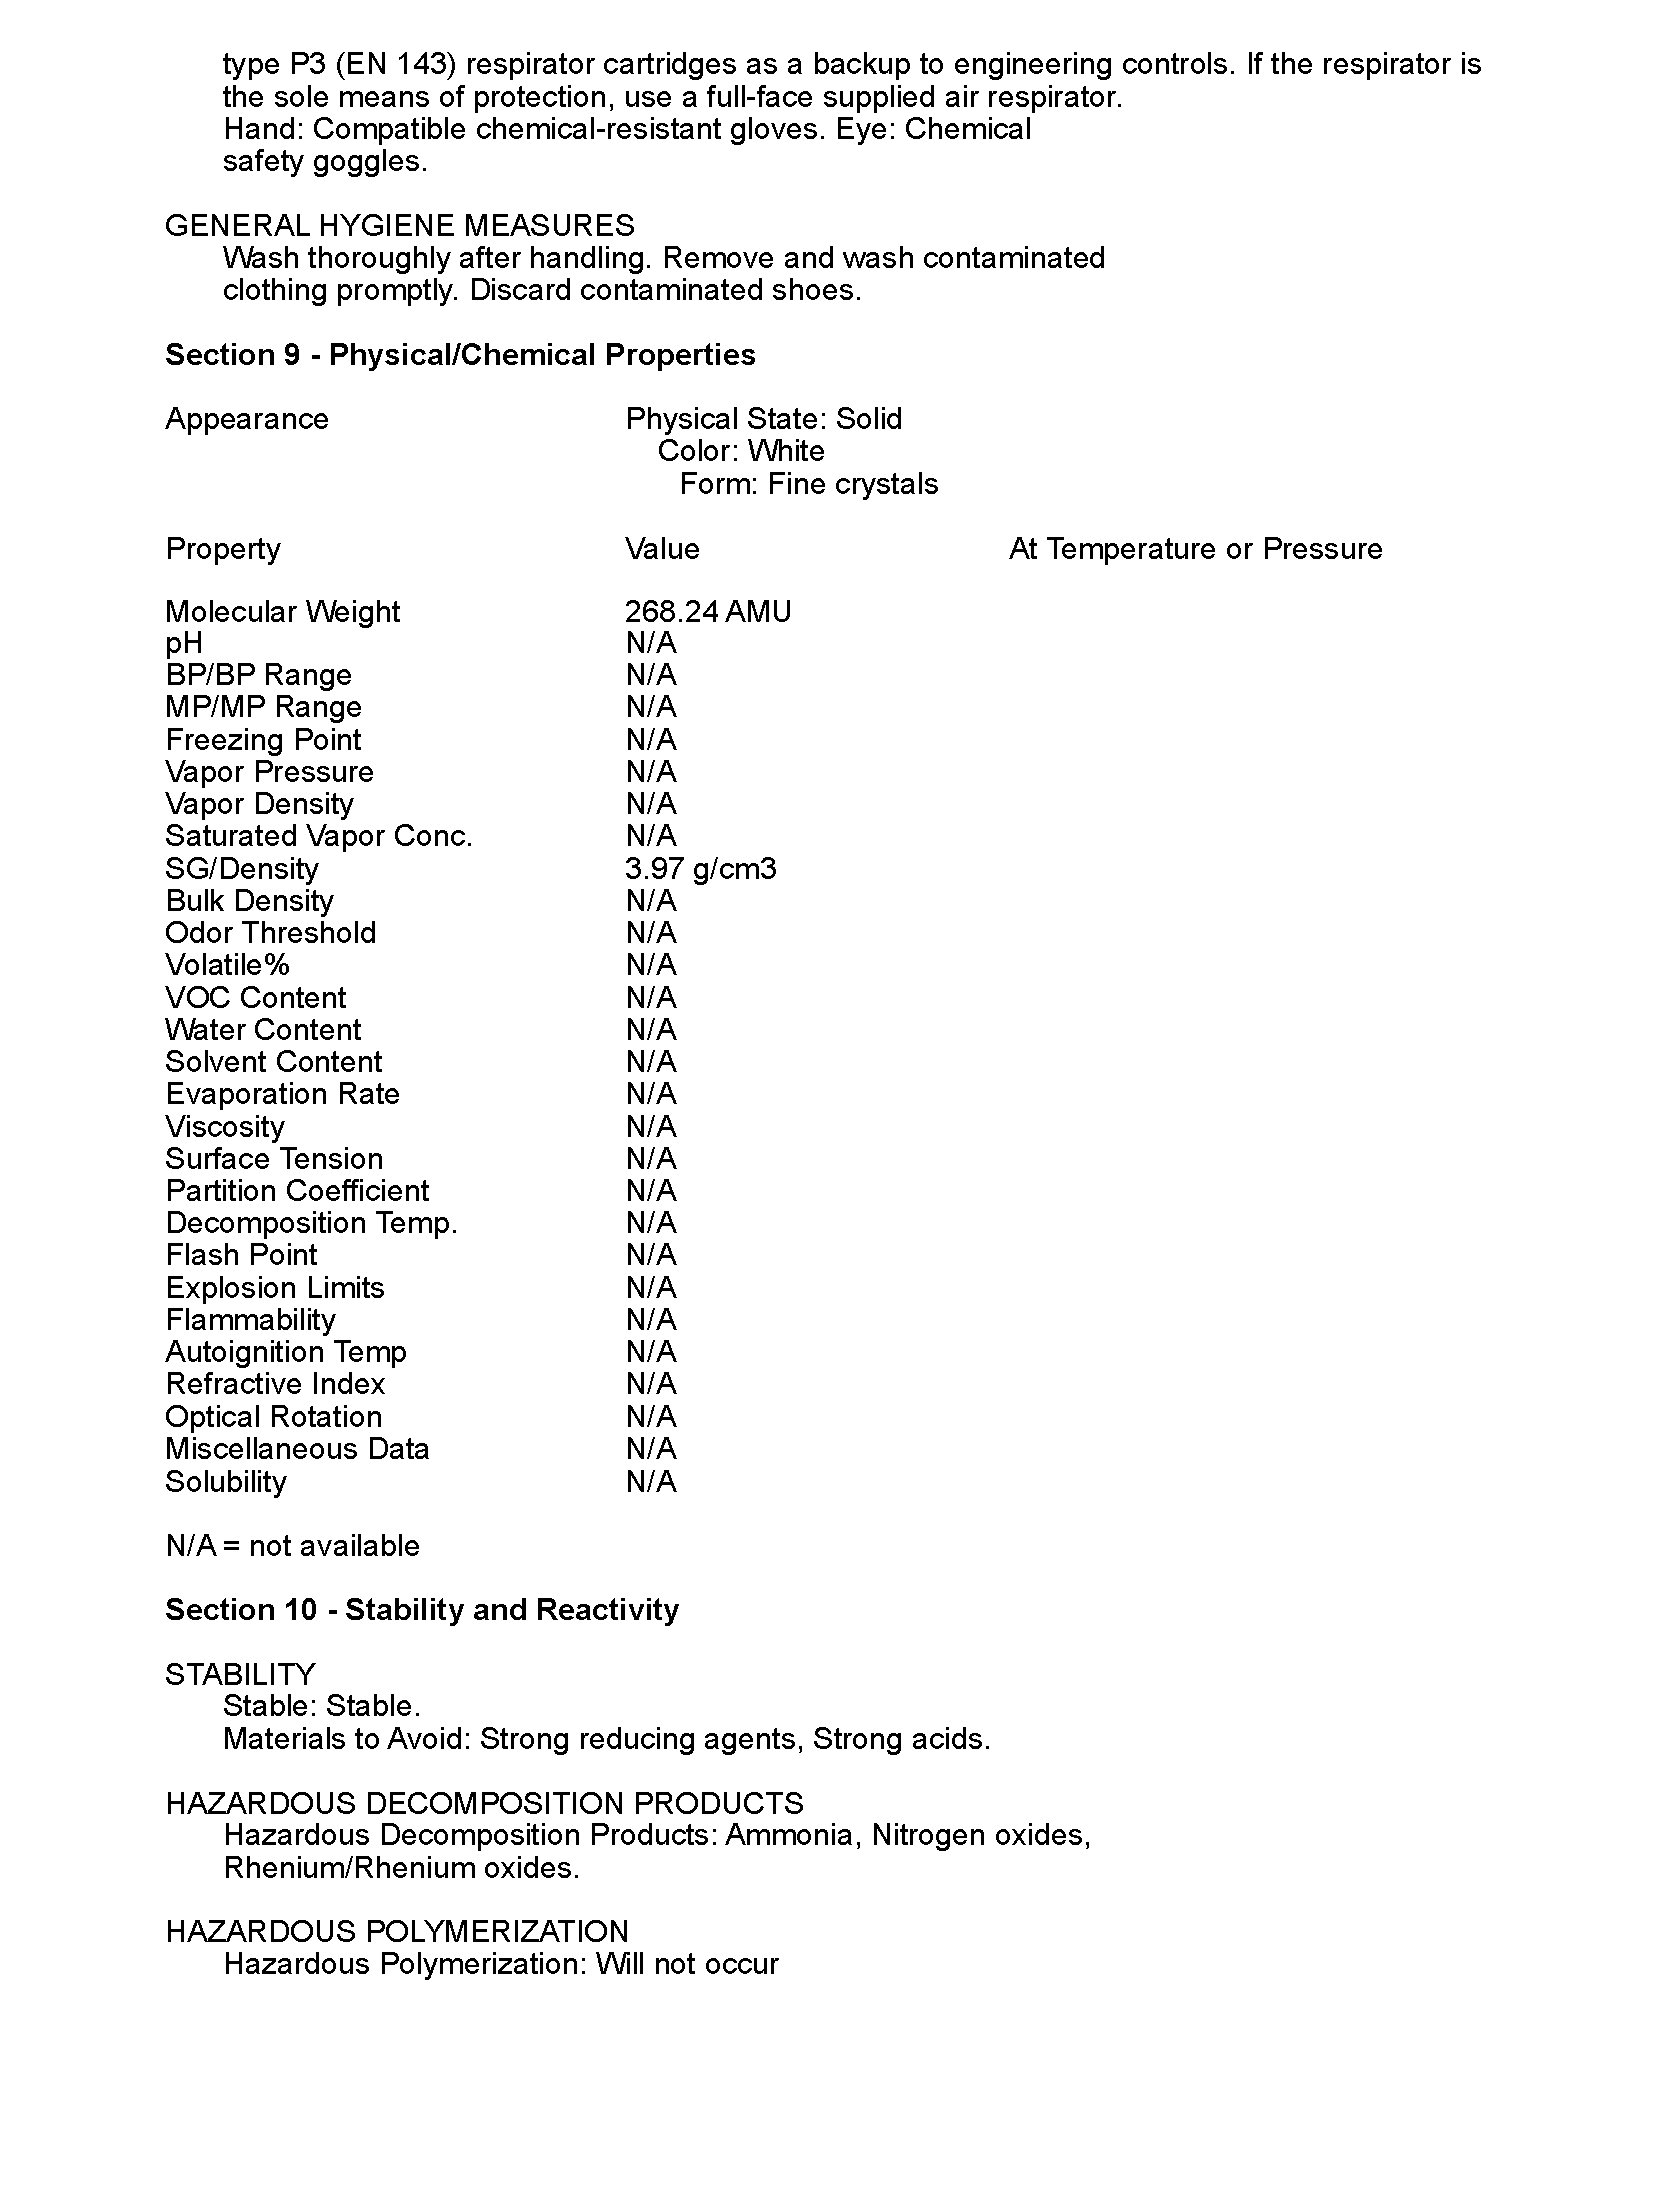 type P3 (EN 143) respirator cartridges as a backup to engineering controls. If the respirator is
the sole means of protection, use a full-face supplied air respirator.
Hand: Compatible chemical-resistant gloves. Eye: Chemical
safety goggles.
GENERAL HYGIENE MEASURES
Wash thoroughly after handling. Remove and wash contaminated
clothing promptly. Discard contaminated shoes.
Section 9 - Physical/Chemical Properties
Appearance Physical State: Solid
Color: White
Form: Fine crystals
Property Value At Temperature or Pressure
Molecular Weight 268.24 AMU
pH N/A
BP/BP Range N/A
MP/MP Range N/A
Freezing Point N/A
Vapor Pressure N/A
Vapor Density N/A
Saturated Vapor Conc. N/A
SG/Density 3.97 g/cm3
Bulk Density N/A
Odor Threshold N/A
Volatile% N/A
VOC Content N/A
Water Content N/A
Solvent Content N/A
Evaporation Rate N/A
Viscosity N/A
Surface Tension N/A
Partition Coefficient N/A
Decomposition Temp. N/A
Flash Point N/A
Explosion Limits N/A
Flammability N/A
Autoignition Temp N/A
Refractive Index N/A
Optical Rotation N/A
Miscellaneous Data N/A
Solubility N/A
N/A = not available
Section 10 - Stability and Reactivity
STABILITY
Stable: Stable.
Materials to Avoid: Strong reducing agents, Strong acids.
HAZARDOUS DECOMPOSITION PRODUCTS
Hazardous Decomposition Products: Ammonia, Nitrogen oxides,
Rhenium/Rhenium oxides.
HAZARDOUS POLYMERIZATION
Hazardous Polymerization: Will not occur